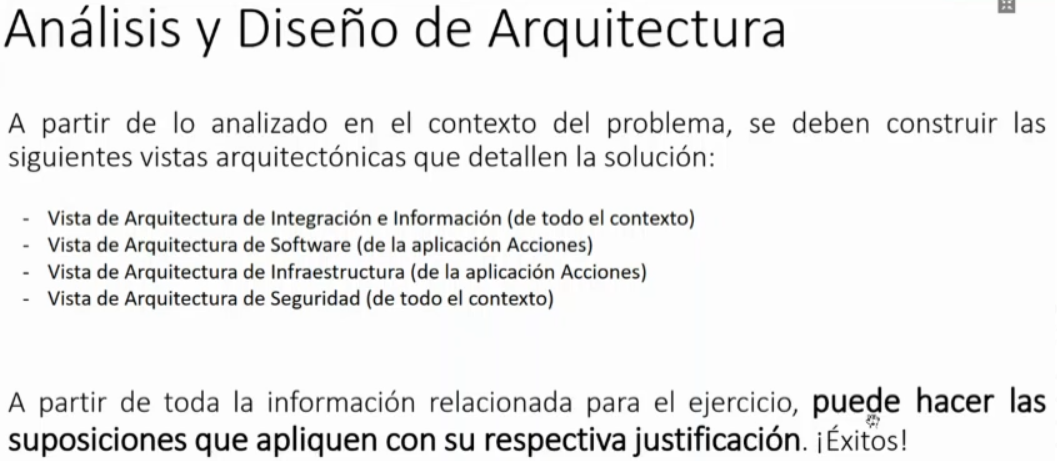 Análisis y Diseño de Arquitectura
A partir de lo analizado en el contexto del problema, se deben construir las
siguientes vistas arquitectónicas que detallen la solución:
- Vista de Arquitectura de Integración e Información (de todo el contexto)
- Vista de Arquitectura de Software (de la aplicación Acciones)
- Vista de Arquitectura de Infraestructura (de la aplicación Acciones)
- Vista de Arquitectura de Seguridad (de todo el contexto)
A partir de toda la información relacionada para el ejercicio, puede hacer las
suposiciones que apliquen con su respectiva justificación. ¡Éxitos!